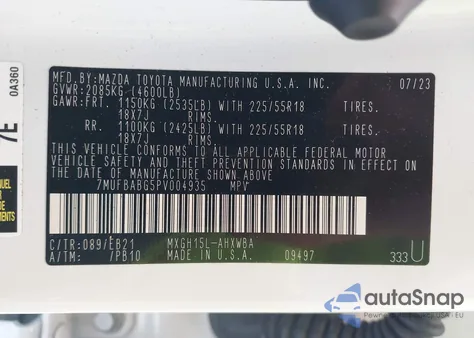 MFD.BY:MAZDA TOYOTA MANUFACTURING U.S.A. INC. 07/23
GVWR:2085KG (4600LB)
GAWR:FRT. 1150KG (2535LB) WITH 225/55R18 TIRES.
18X7J RIMS.
RR. 1100KG (2425LB) WITH 225/55R18 TIRES.
18X7J RIMS.
THIS VEHICLE CONFORMS TO ALL APPLICABLE FEDERAL MOTOR
VEHICLE SAFETY AND THEFT PREVENTION STANDARDS IN EFFECT ON
THE DATE OF MANUFACTURE SHOWN ABOVE.
7MUFBABG5PV004935 MPV
C/TR:089/EB21 MXGH15L-AHXWBA
A/TM: /PB10 MADE IN U.S.A. 09497 333U
0A360
7E
autoSnap